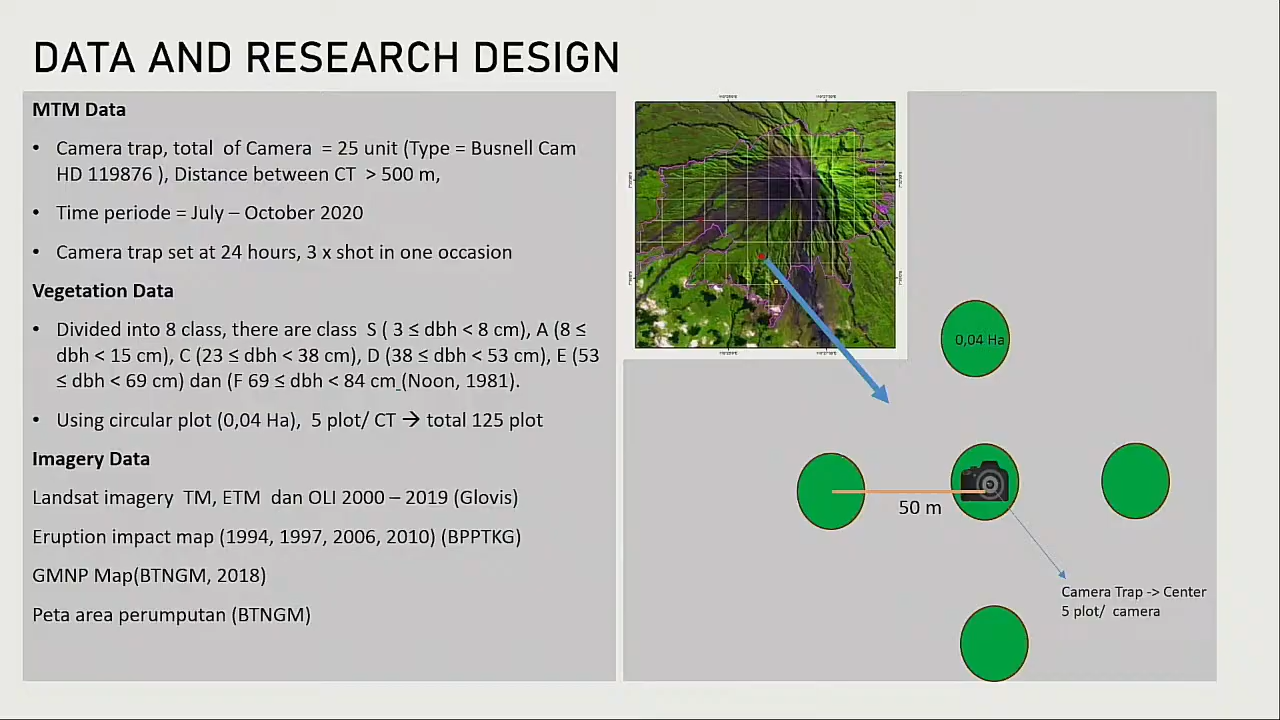 DATA AND RESEARCH DESIGN
MTM Data
• Camera trap, total of Camera = 25 unit (Type = Busnell Cam
HD 119876 ), Distance between CT > 500 m,
• Time periode = July – October 2020
• Camera trap set at 24 hours, 3 x shot in one occasion
Vegetation Data
• Divided into 8 class, there are class S ( 3 ≤ dbh < 8 cm), A (8 ≤
dbh < 15 cm), C (23 ≤ dbh < 38 cm), D (38 ≤ dbh < 53 cm), E (53
≤ dbh < 69 cm) dan (F 69 ≤ dbh < 84 cm (Noon, 1981).
• Using circular plot (0,04 Ha), 5 plot/ CT → total 125 plot
Imagery Data
Landsat imagery TM, ETM dan OLI 2000 – 2019 (Glovis)
Eruption impact map (1994, 1997, 2006, 2010) (BPPTKG)
GMNP Map(BTNGM, 2018)
Peta area perumputan (BTNGM)
0,04 Ha
50 m
Camera Trap -> Center
5 plot/ camera